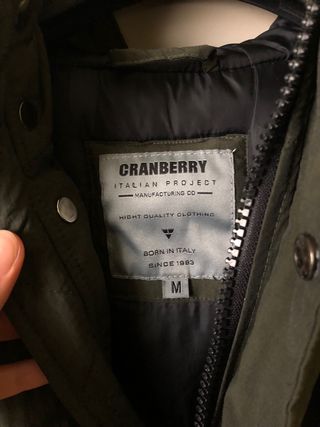 CRANBERRY
ITALIAN PROJECT
MANUFACTURING CO
HIGHT QUALITY CLOTHING
BORN IN ITALY
SINCE 1983
M